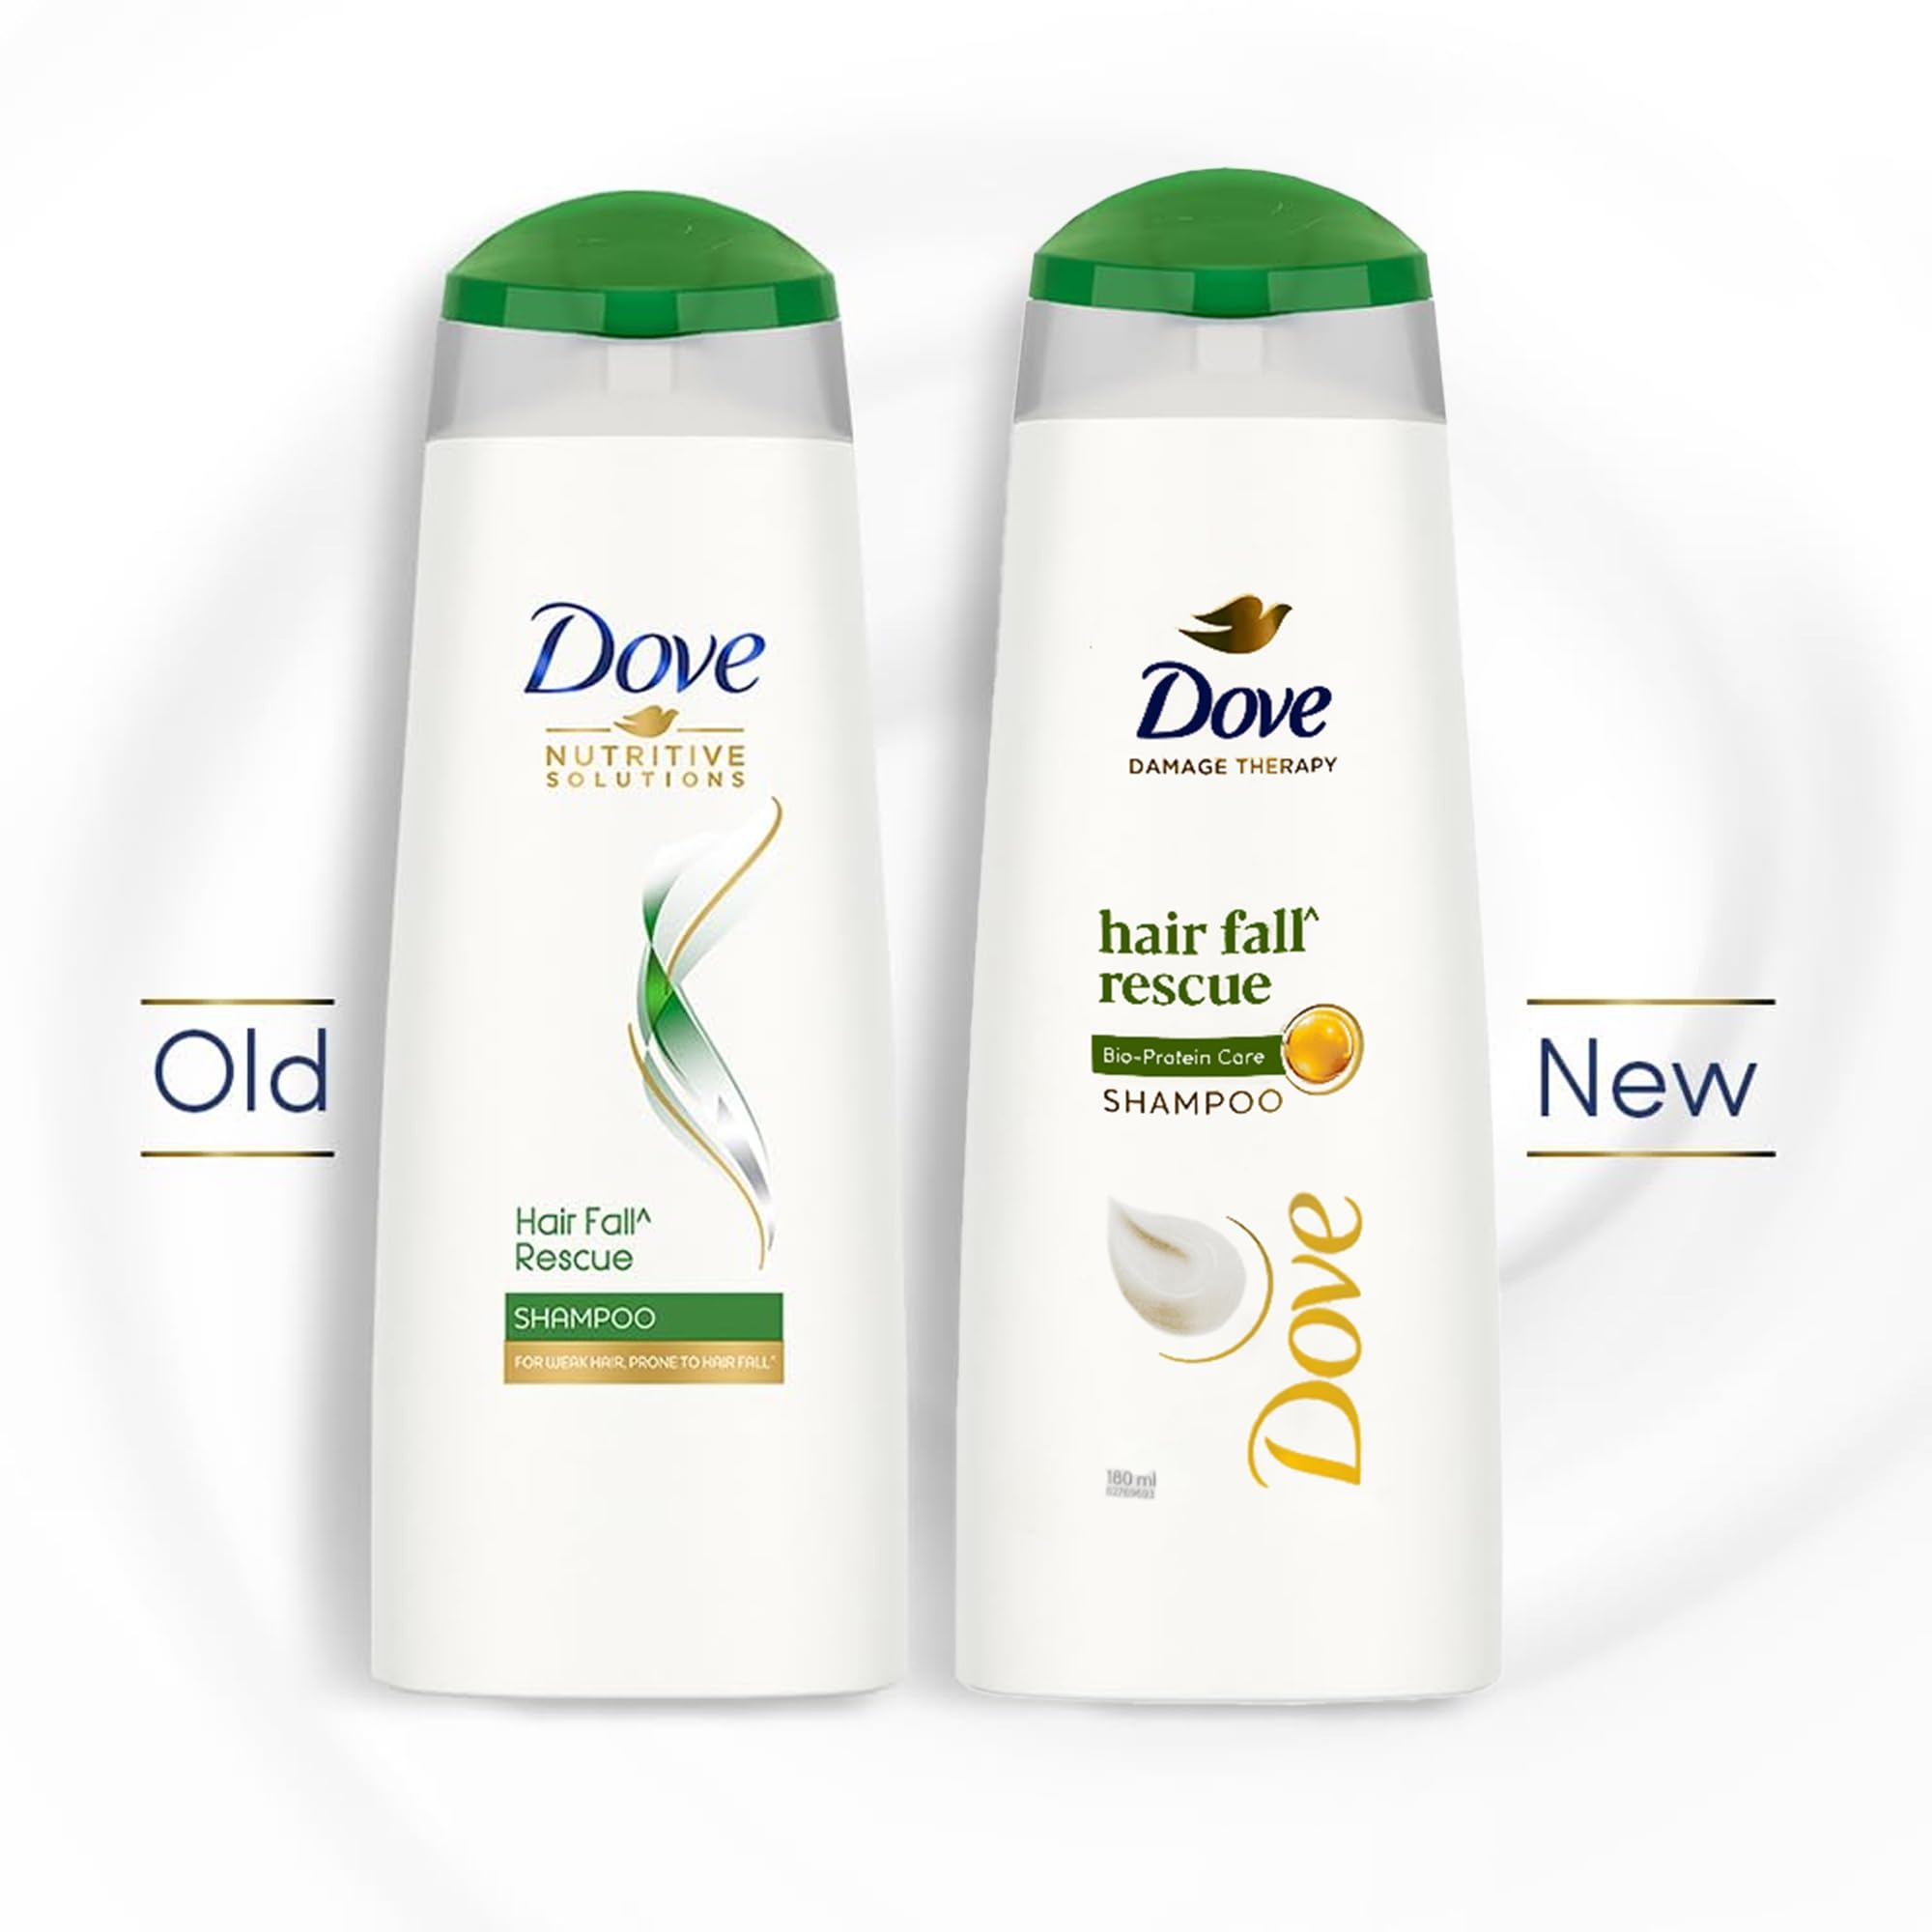 Old
Dove
NUTRITIVE
SOLUTIONS
Hair Fall^
Rescue
SHAMPOO
FOR WEAK HAIR, PRONE TO HAIR FALL^
Dove
DAMAGE THERAPY
hair fall^
rescue
Bio-Protein Care
SHAMPOO
Dove
180 ml
New